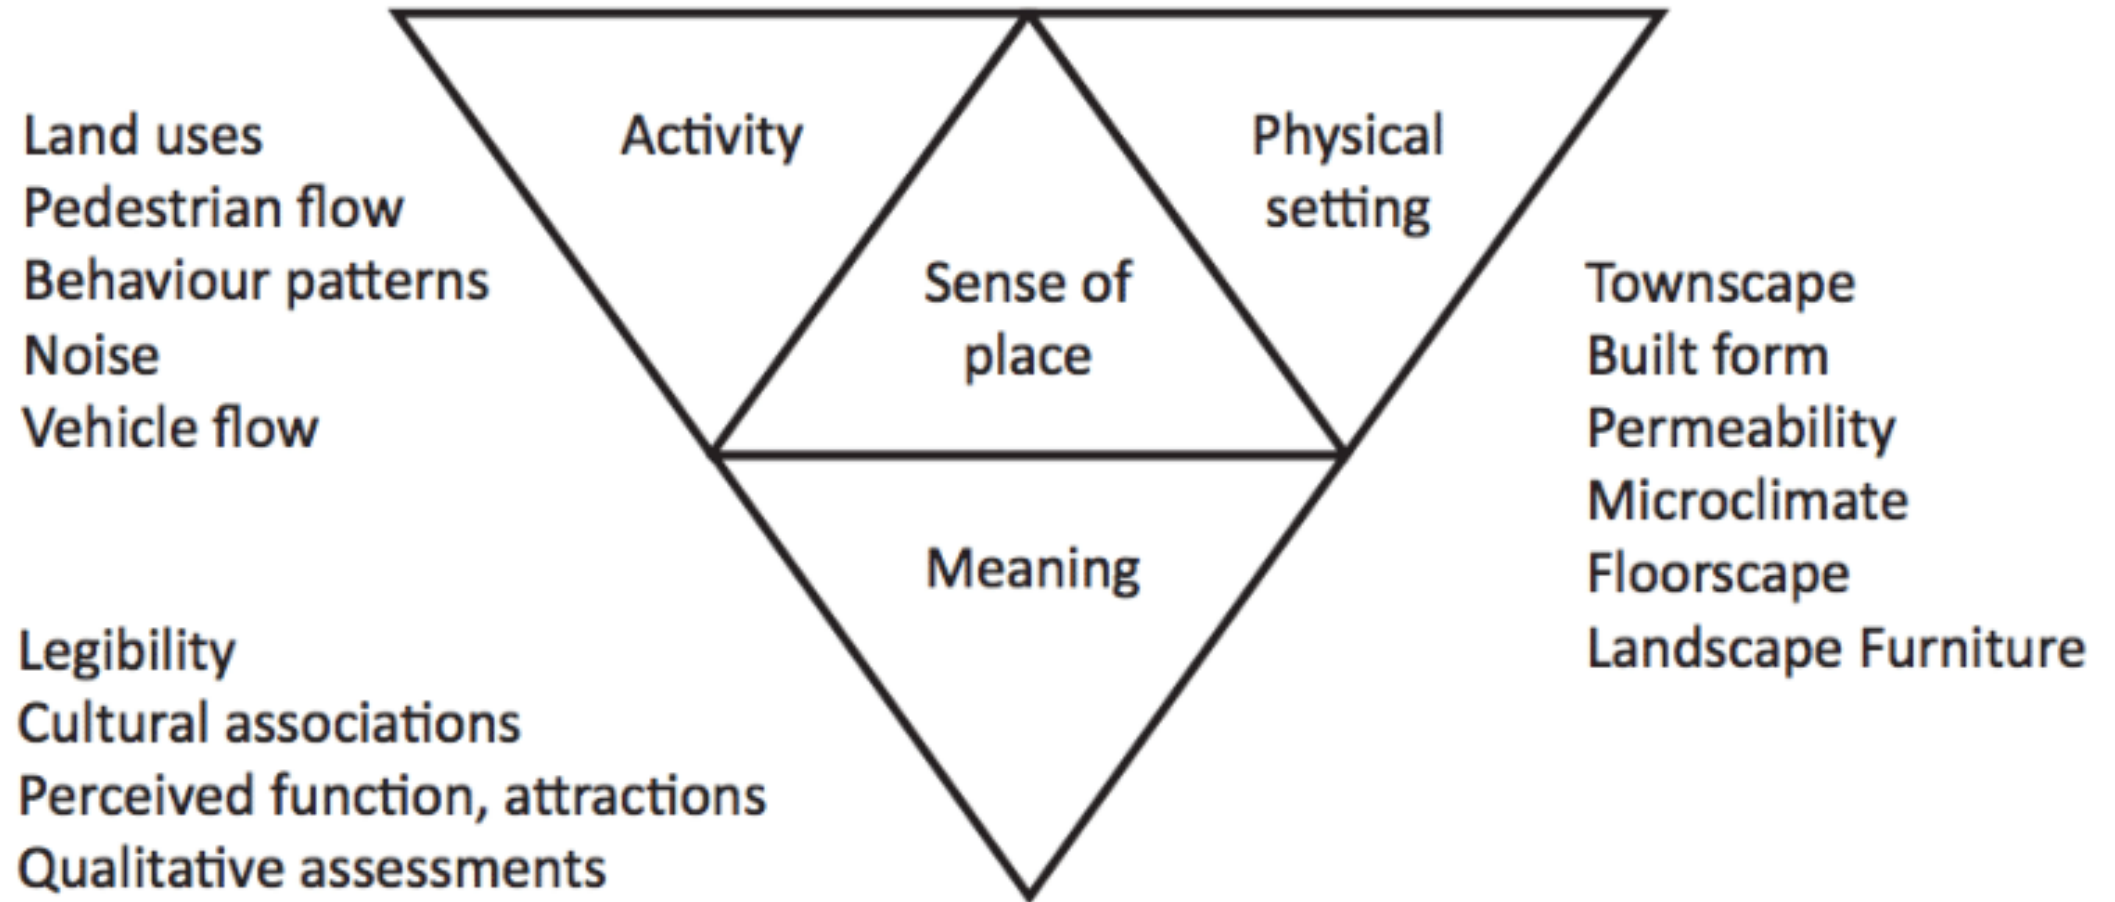 Land uses
Pedestrian flow
Behaviour patterns
Noise
Vehicle flow
Activity
Physical
setting
Sense of
place
Townscape
Built form
Permeability
Microclimate
Floorscape
Landscape Furniture
Meaning
Legibility
Cultural associations
Perceived function, attractions
Qualitative assessments